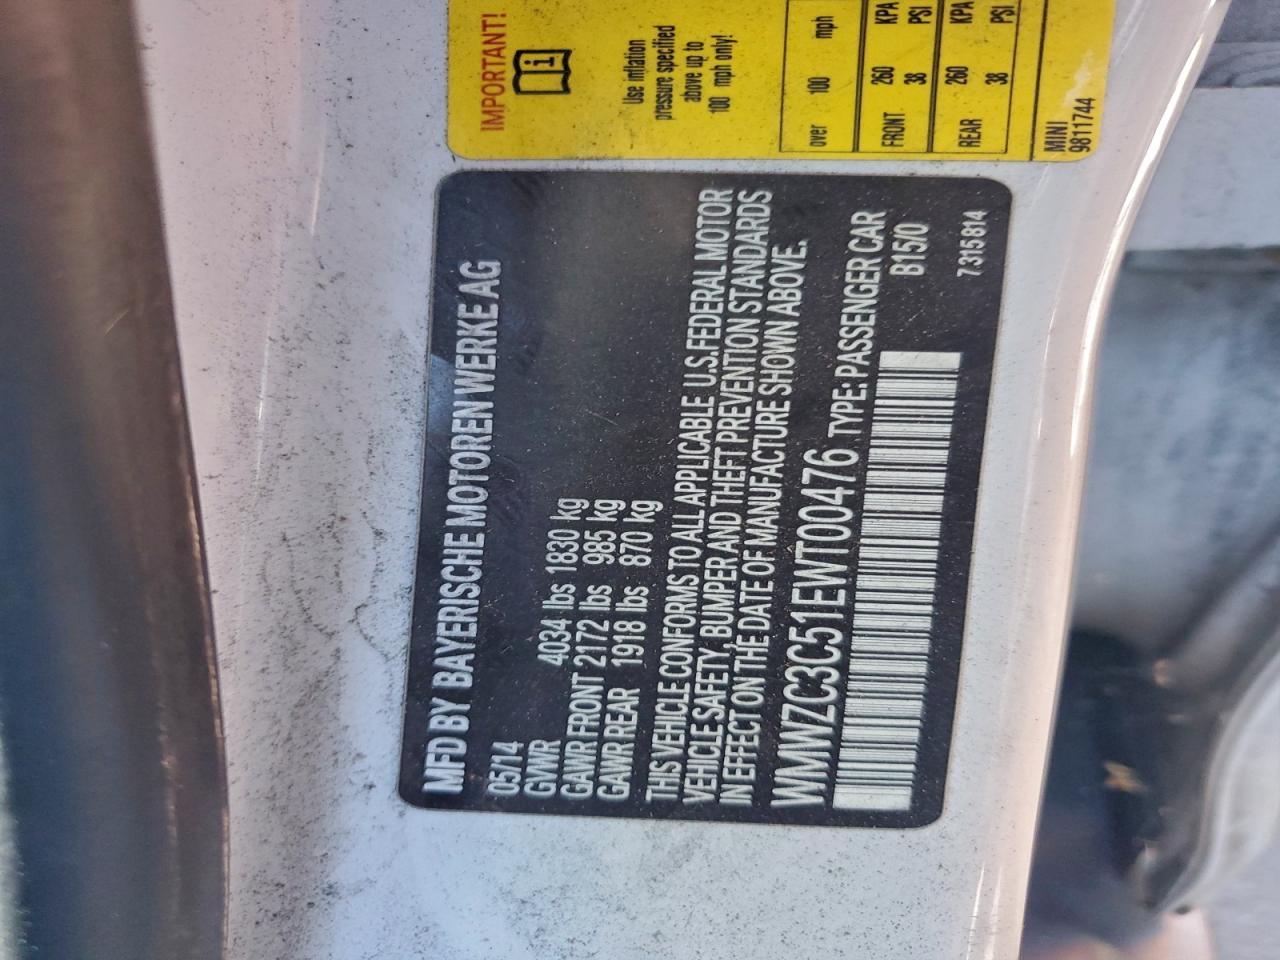 IMPORTANT!
Use inflation
pressure specified
above up to
100 mph only!
over 100 mph
FRONT 260 KPA
38 PSI
REAR 260 KPA
38 PSI
MINI
9811744
MFD BY BAYERISCHE MOTOREN WERKE AG
05/14
GVWR 4034 lbs 1830 kg
GAWR FRONT 2172 lbs 985 kg
GAWR REAR 1918 lbs 870 kg
THIS VEHICLE CONFORMS TO ALL APPLICABLE U.S. FEDERAL MOTOR
VEHICLE SAFETY, BUMPER AND THEFT PREVENTION STANDARDS
IN EFFECT ON THE DATE OF MANUFACTURE SHOWN ABOVE.
WMWZC3C51EWT00476 TYPE: PASSENGER CAR
B15/0
7 315 814